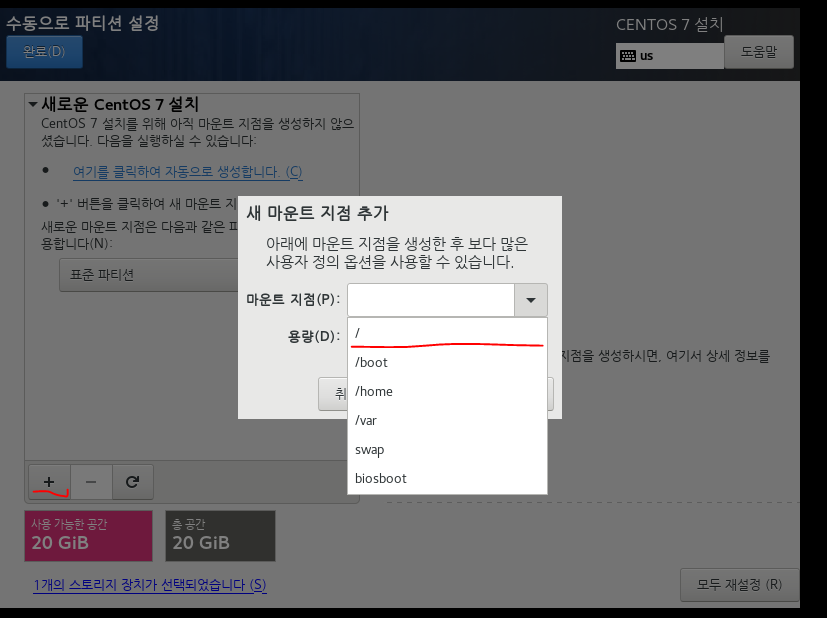 수동으로 파티션 설정
CENTOS 7 설치
완료(D)
us
도움말
새로운 CentOS 7 설치
CentOS 7 설치를 위해 아직 마운트 지점을 생성하지 않으
셨습니다. 다음을 실행하실 수 있습니다:
여기를 클릭하여 자동으로 생성합니다. (C)
'+' 버튼을 클릭하여 새 마운트 지
새로운 마운트 지점은 다음과 같은 파
용합니다(N):
표준 파티션
새 마운트 지점 추가
아래에 마운트 지점을 생성한 후 보다 많은
사용자 정의 옵션을 사용할 수 있습니다.
마운트 지점(P):
용량(D):
/
/boot
/home
/var
swap
biosboot
취
지점을 생성하시면, 여기서 상세 정보를
+ −
사용 가능한 공간
20 GiB
총 공간
20 GiB
1개의 스토리지 장치가 선택되었습니다 (S)
모두 재설정 (R)